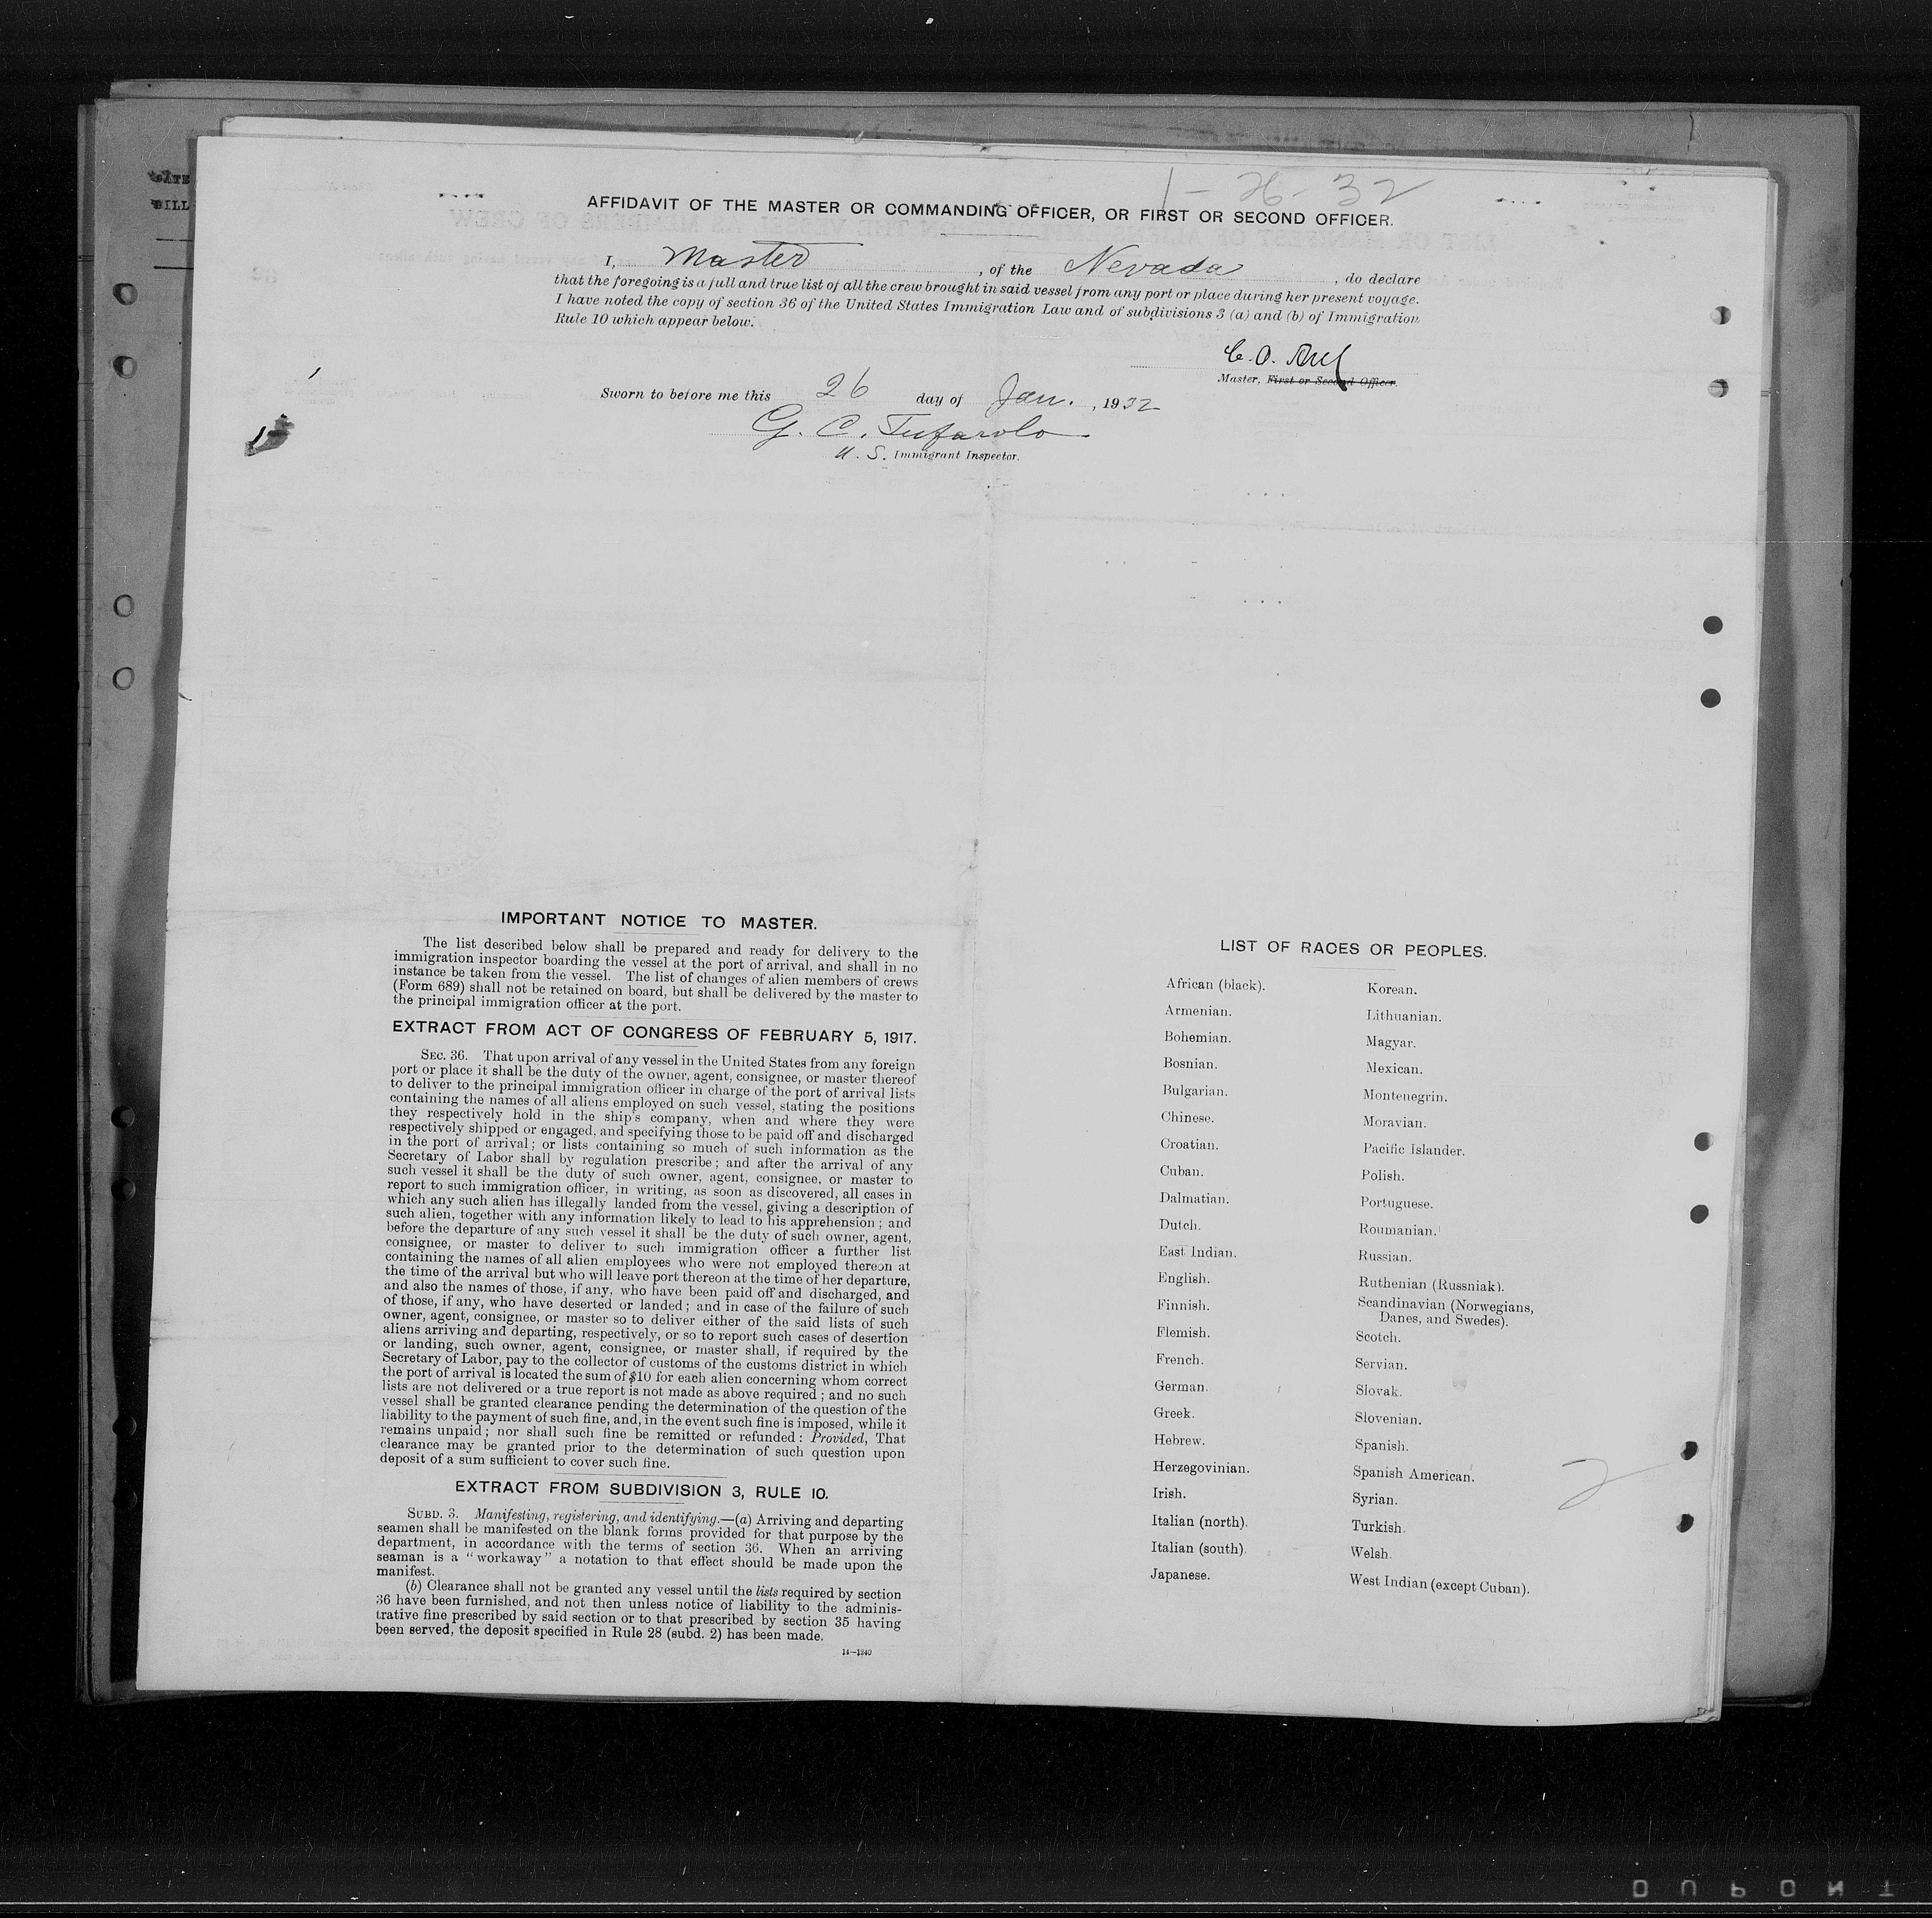 1-26-32
AFFIDAVIT OF THE MASTER OR COMMANDING OFFICER, OR FIRST OR SECOND OFFICER.
I, Master, of the Nevada, do declare
that the foregoing is a full and true list of all the crew brought in said vessel from any port or place during her present voyage.
I have noted the copy of section 36 of the United States Immigration Law and of subdivisions 3 (a) and (b) of Immigration
Rule 10 which appear below.
C. O.
Master, First or Second Officer.
Sworn to before me this 26 day of Jan., 1932
G. C. Tufarolo
U. S. Immigrant Inspector.
IMPORTANT NOTICE TO MASTER.
The list described below shall be prepared and ready for delivery to the
immigration inspector boarding the vessel at the port of arrival, and shall in no
instance be taken from the vessel. The list of changes of alien members of crews
(Form 689) shall not be retained on board, but shall be delivered by the master to
the principal immigration officer at the port.
EXTRACT FROM ACT OF CONGRESS OF FEBRUARY 5, 1917.
SEC. 36. That upon arrival of any vessel in the United States from any foreign
port or place it shall be the duty of the owner, agent, consignee, or master thereof
to deliver to the principal immigration officer in charge of the port of arrival lists
containing the names of all aliens employed on such vessel, stating the positions
they respectively hold in the ship's company, when and where they were
respectively shipped or engaged, and specifying those to be paid off and discharged
in the port of arrival; or lists containing so much of such information as the
Secretary of Labor shall by regulation prescribe; and after the arrival of any
such vessel it shall be the duty of such owner, agent, consignee, or master to
report to such immigration officer, in writing, as soon as discovered, all cases in
which any such alien has illegally landed from the vessel, giving a description of
such alien, together with any information likely to lead to his apprehension; and
before the departure of any such vessel it shall be the duty of such owner, agent,
consignee, or master to deliver to such immigration officer a further list
containing the names of all alien employees who were not employed thereon at
the time of the arrival but who will leave port thereon at the time of her departure,
and also the names of those, if any, who have been paid off and discharged, and
of those, if any, who have deserted or landed; and in case of the failure of such
owner, agent, consignee, or master so to deliver either of the said lists of such
aliens arriving and departing, respectively, or so to report such cases of desertion
or landing, such owner, agent, consignee, or master shall, if required by the
Secretary of Labor, pay to the collector of customs of the customs district in which
the port of arrival is located the sum of $10 for each alien concerning whom correct
lists are not delivered or a true report is not made as above required; and no such
vessel shall be granted clearance pending the determination of the question of the
liability to the payment of such fine, and, in the event such fine is imposed, while it
remains unpaid; nor shall such fine be remitted or refunded: Provided, That
clearance may be granted prior to the determination of such question upon
deposit of a sum sufficient to cover such fine.
EXTRACT FROM SUBDIVISION 3, RULE 10.
SUBD. 3. Manifesting, registering, and identifying.—(a) Arriving and departing
seamen shall be manifested on the blank forms provided for that purpose by the
department, in accordance with the terms of section 36. When an arriving
seaman is a "workaway" a notation to that effect should be made upon the
manifest.
(b) Clearance shall not be granted any vessel until the lists required by section
36 have been furnished, and not then unless notice of liability to the adminis-
trative fine prescribed by said section or to that prescribed by section 35 having
been served, the deposit specified in Rule 28 (subd. 2) has been made.
14—1240
LIST OF RACES OR PEOPLES.
African (black). Korean.
Armenian. Lithuanian.
Bohemian. Magyar.
Bosnian. Mexican.
Bulgarian. Montenegrin.
Chinese. Moravian.
Croatian. Pacific Islander.
Cuban. Polish.
Dalmatian. Portuguese.
Dutch. Roumanian.
East Indian. Russian.
English. Ruthenian (Russniak).
Finnish. Scandinavian (Norwegians,
Danes, and Swedes).
Flemish. Scotch.
French. Servian.
German. Slovak.
Greek. Slovenian.
Hebrew. Spanish.
Herzegovinian. Spanish American.
Irish. Syrian.
Italian (north). Turkish.
Italian (south). Welsh.
Japanese. West Indian (except Cuban).
2
DUPONT